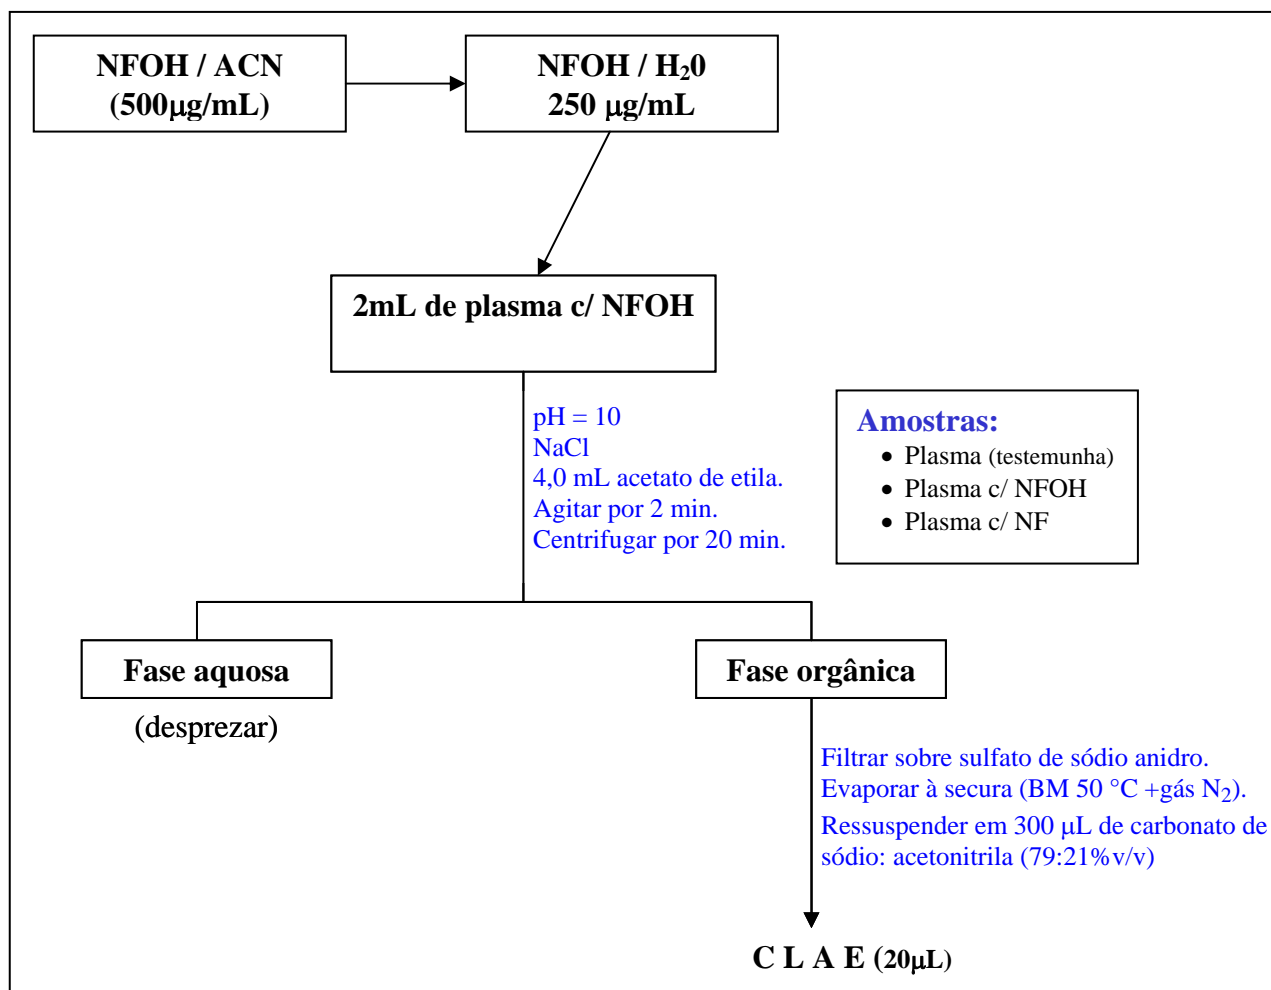 NFOH / ACN
(500µg/mL)
NFOH / H₂0
250 µg/mL
2mL de plasma c/ NFOH
pH = 10
NaCl
4,0 mL acetato de etila.
Agitar por 2 min.
Centrifugar por 20 min.
Amostras:
• Plasma (testemunha)
• Plasma c/ NFOH
• Plasma c/ NF
Fase aquosa
(desprezar)
Fase orgânica
Filtrar sobre sulfato de sódio anidro.
Evaporar à secura (BM 50 °C +gás N₂).
Ressuspender em 300 µL de carbonato de
sódio: acetonitrila (79:21%v/v)
C L A E (20µL)